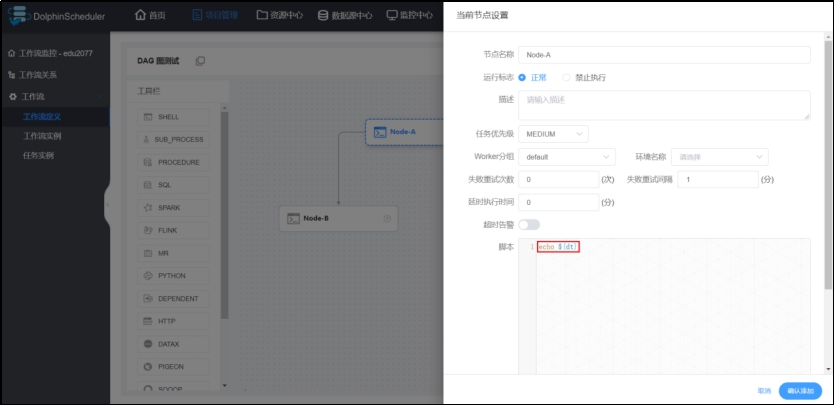 DolphinScheduler
首页
项目管理
资源中心
数据源中心
监控中心
工作流监控 - edu2077
工作流关系
工作流
工作流定义
工作流实例
任务实例
DAG 图测试
工具栏
SHELL
SUB_PROCESS
PROCEDURE
SQL
SPARK
FLINK
MR
PYTHON
DEPENDENT
HTTP
DATAX
PIGEON
SQOOP
Node-A
Node-B
当前节点设置
节点名称 Node-A
运行标志 正常 禁止执行
描述 请输入描述
任务优先级 MEDIUM
Worker分组 default 环境名称 请选择
失败重试次数 0 (次) 失败重试间隔 1 (分)
延时执行时间 0 (分)
超时告警
脚本 1 echo ${dt}
取消 确认添加